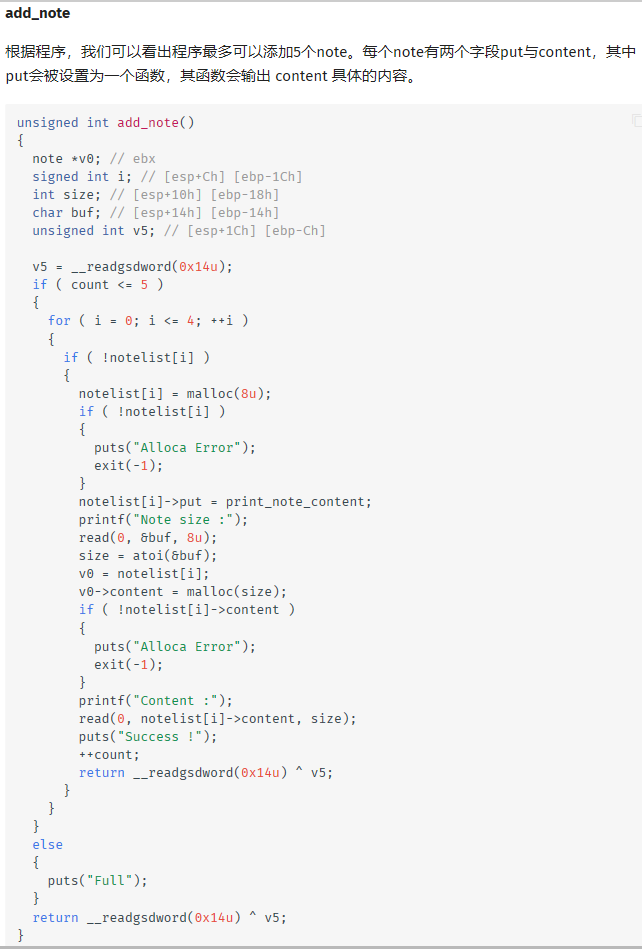 add_note
根据程序，我们可以看出程序最多可以添加5个note。每个note有两个字段put与content，其中
put会被设置为一个函数，其函数会输出 content 具体的内容。
unsigned int add_note()
{
  note *v0; // ebx
  signed int i; // [esp+Ch] [ebp-1Ch]
  int size; // [esp+10h] [ebp-18h]
  char buf; // [esp+14h] [ebp-14h]
  unsigned int v5; // [esp+1Ch] [ebp-Ch]

  v5 = __readgsdword(0x14u);
  if ( count <= 5 )
  {
    for ( i = 0; i <= 4; ++i )
    {
      if ( !notelist[i] )
      {
        notelist[i] = malloc(8u);
        if ( !notelist[i] )
        {
          puts("Alloca Error");
          exit(-1);
        }
        notelist[i]->put = print_note_content;
        printf("Note size :");
        read(0, &buf, 8u);
        size = atoi(&buf);
        v0 = notelist[i];
        v0->content = malloc(size);
        if ( !notelist[i]->content )
        {
          puts("Alloca Error");
          exit(-1);
        }
        printf("Content :");
        read(0, notelist[i]->content, size);
        puts("Success !");
        ++count;
        return __readgsdword(0x14u) ^ v5;
      }
    }
  }
  else
  {
    puts("Full");
  }
  return __readgsdword(0x14u) ^ v5;
}